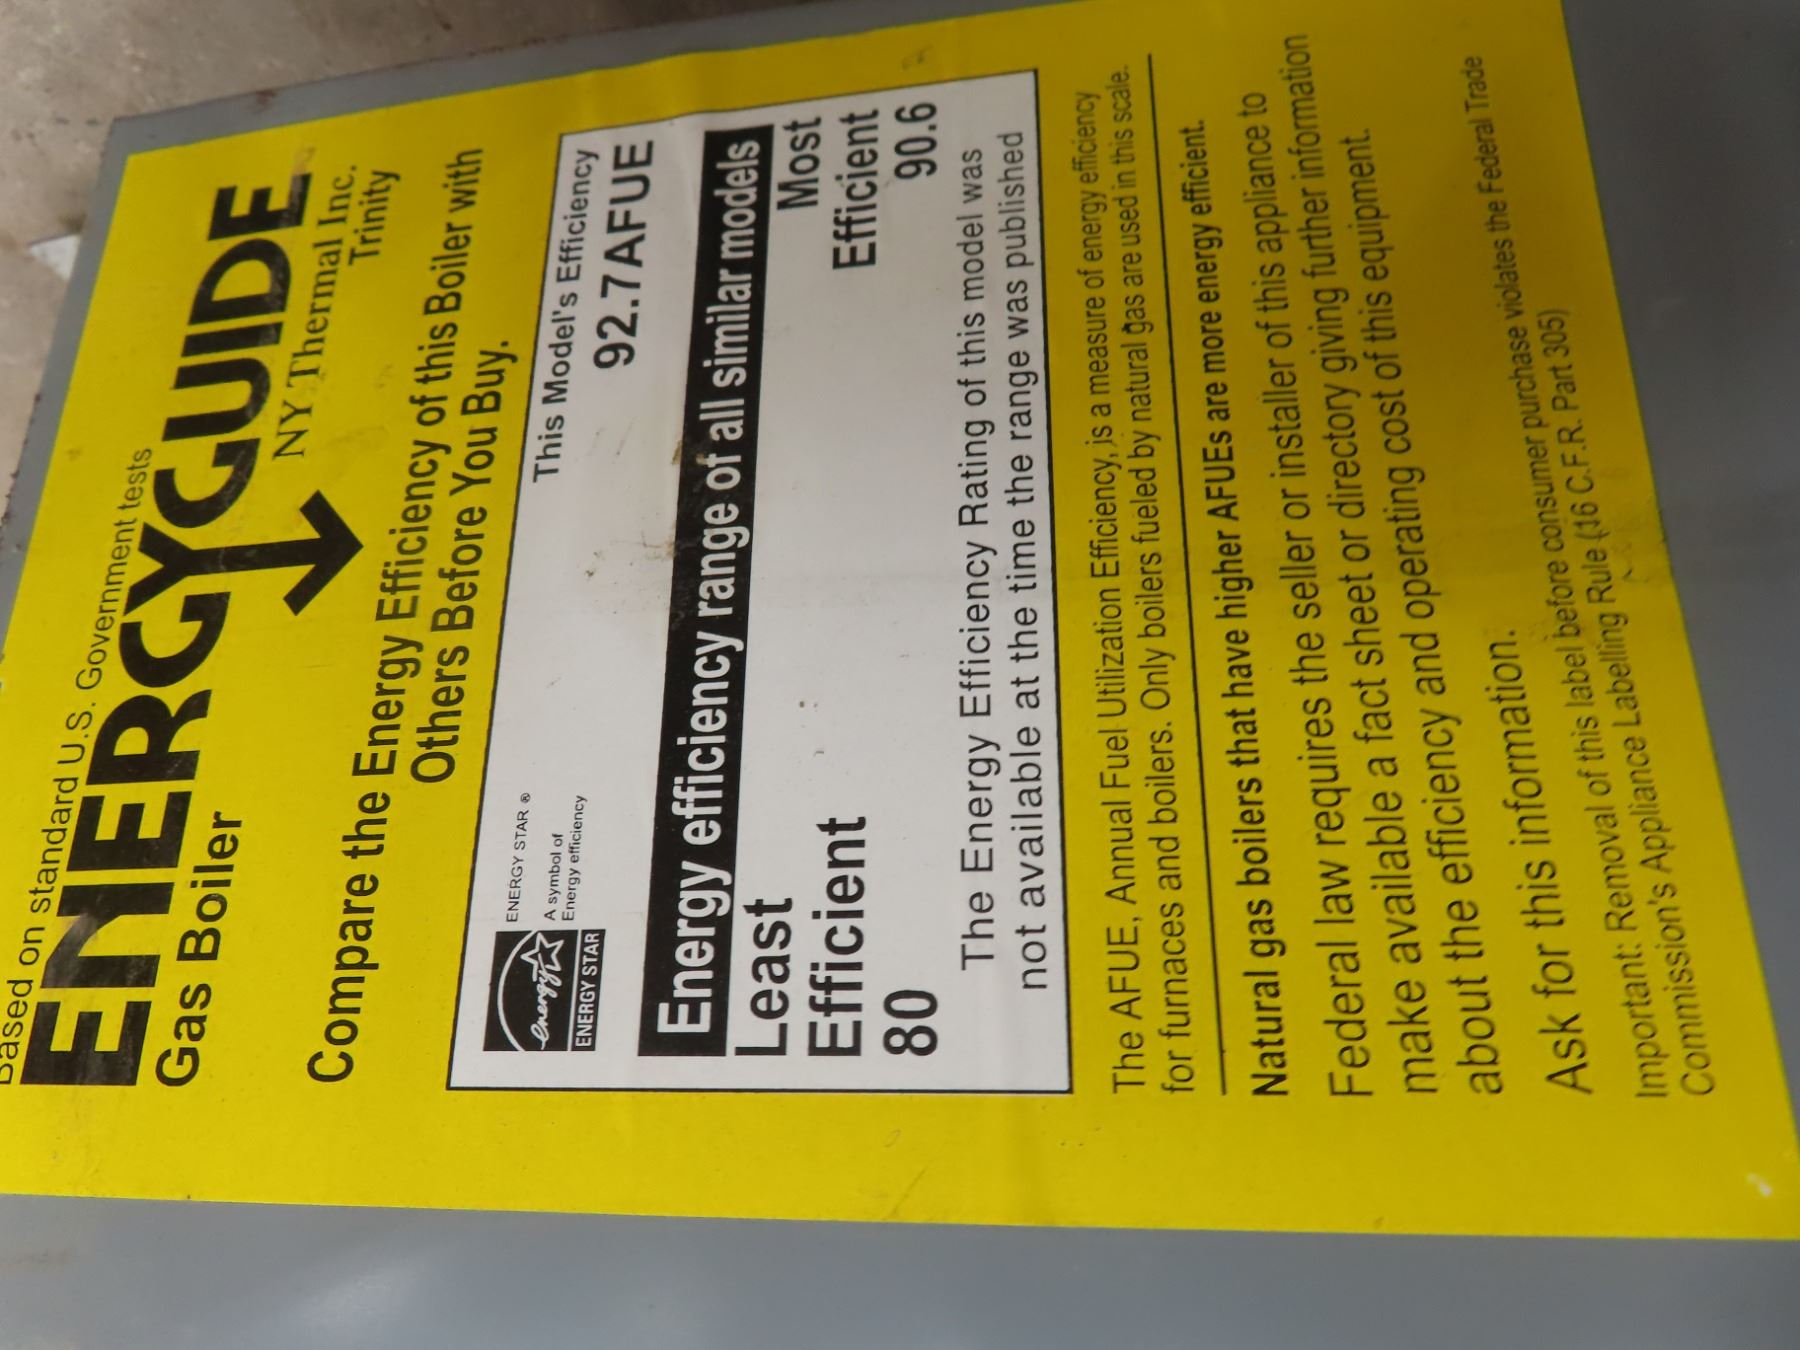 Based on standard U.S. Government tests
ENERGYGUIDE
Gas Boiler
NY Thermal Inc.
Trinity
Compare the Energy Efficiency of this Boiler with
Others Before You Buy.
ENERGY STAR ®
A symbol of
Energy efficiency
energy
ENERGY STAR
This Model's Efficiency
92.7AFUE
Energy efficiency range of all similar models
Least
Efficient
80
Most
Efficient
90.6
The Energy Efficiency Rating of this model was
not available at the time the range was published
The AFUE, Annual Fuel Utilization Efficiency, is a measure of energy efficiency
for furnaces and boilers. Only boilers fueled by natural gas are used in this scale.
Natural gas boilers that have higher AFUEs are more energy efficient.
Federal law requires the seller or installer of this appliance to
make available a fact sheet or directory giving further information
about the efficiency and operating cost of this equipment.
Ask for this information.
Important: Removal of this label before consumer purchase violates the Federal Trade
Commission's Appliance Labelling Rule (16 C.F.R. Part 305)